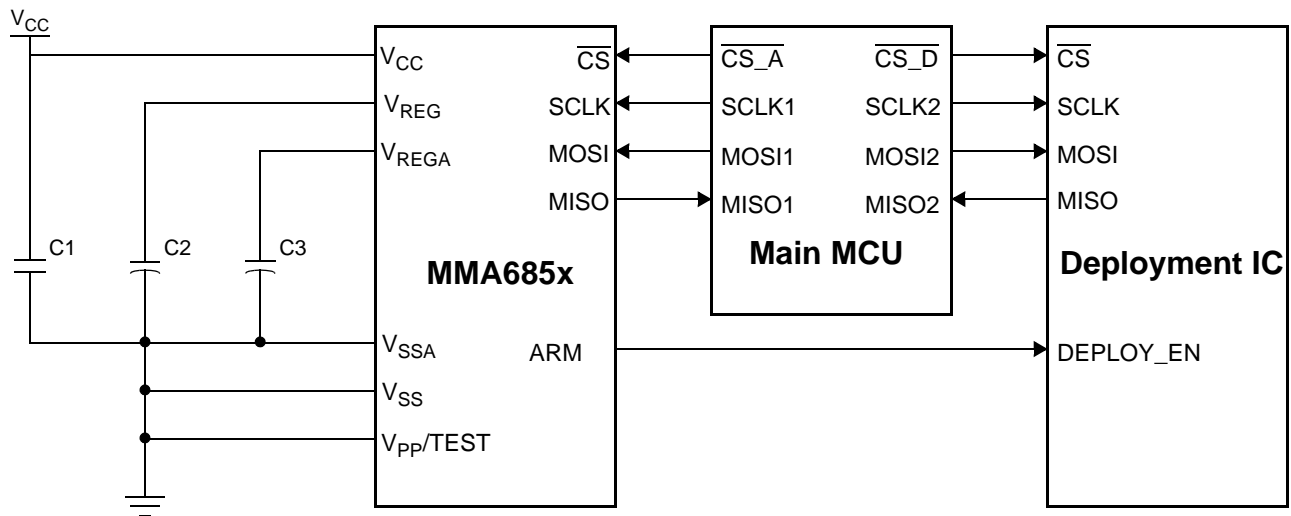 VCC
VCC
CS
CS_A
CS_D
CS
VREG
SCLK
SCLK1
SCLK2
SCLK
VREGA
MOSI
MOSI1
MOSI2
MOSI
MISO
MISO1
MISO2
MISO
C1
C2
C3
MMA685x
Main MCU
Deployment IC
VSSA
ARM
DEPLOY_EN
VSS
VPP/TEST